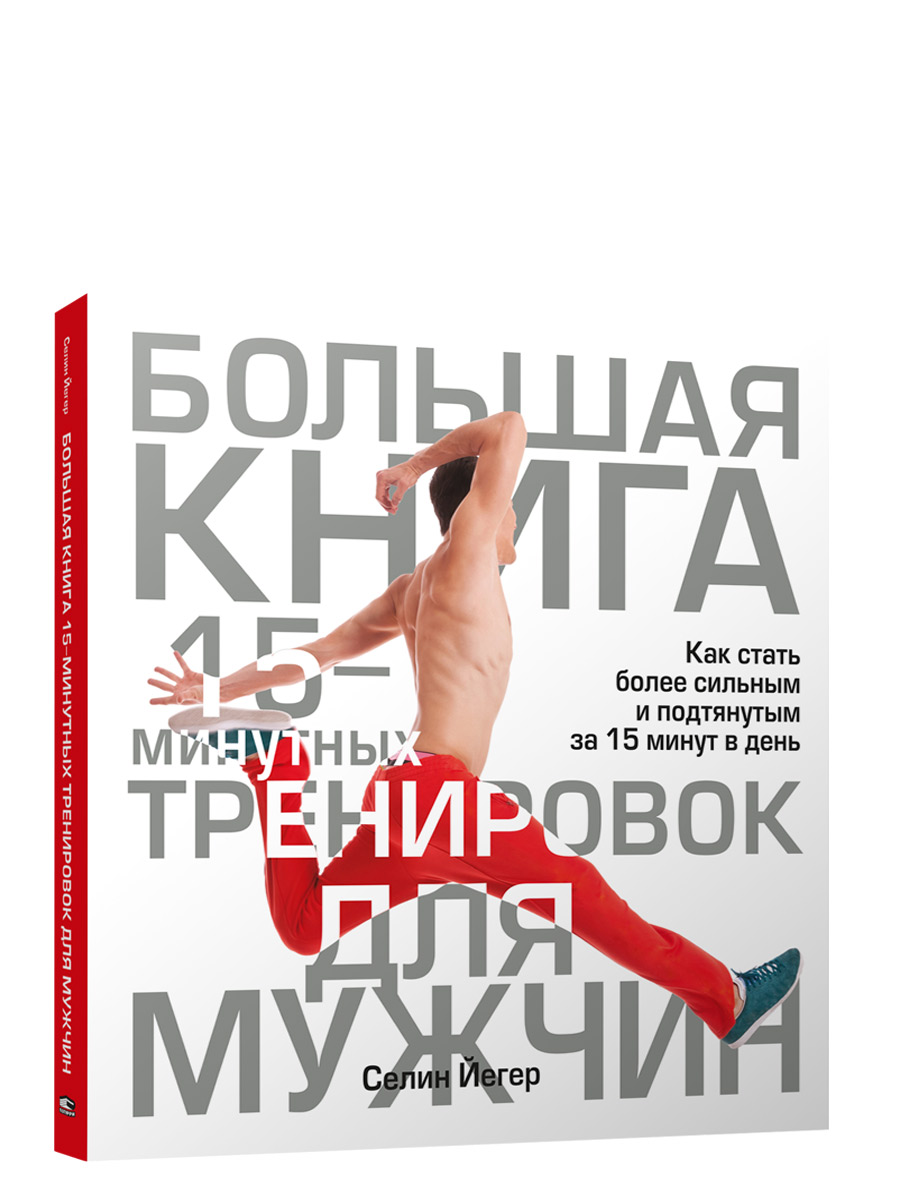 Селин Йегер БОЛЬШАЯ КНИГА 15-МИНУТНЫХ ТРЕНИРОВОК ДЛЯ МУЖЧИН
БОЛЬШАЯ
КНИГА
15-
МИНУТНЫХ
ТРЕНИРОВОК
ДЛЯ
МУЖЧИН
Как стать
более сильным
и подтянутым
за 15 минут в день
Селин Йегер